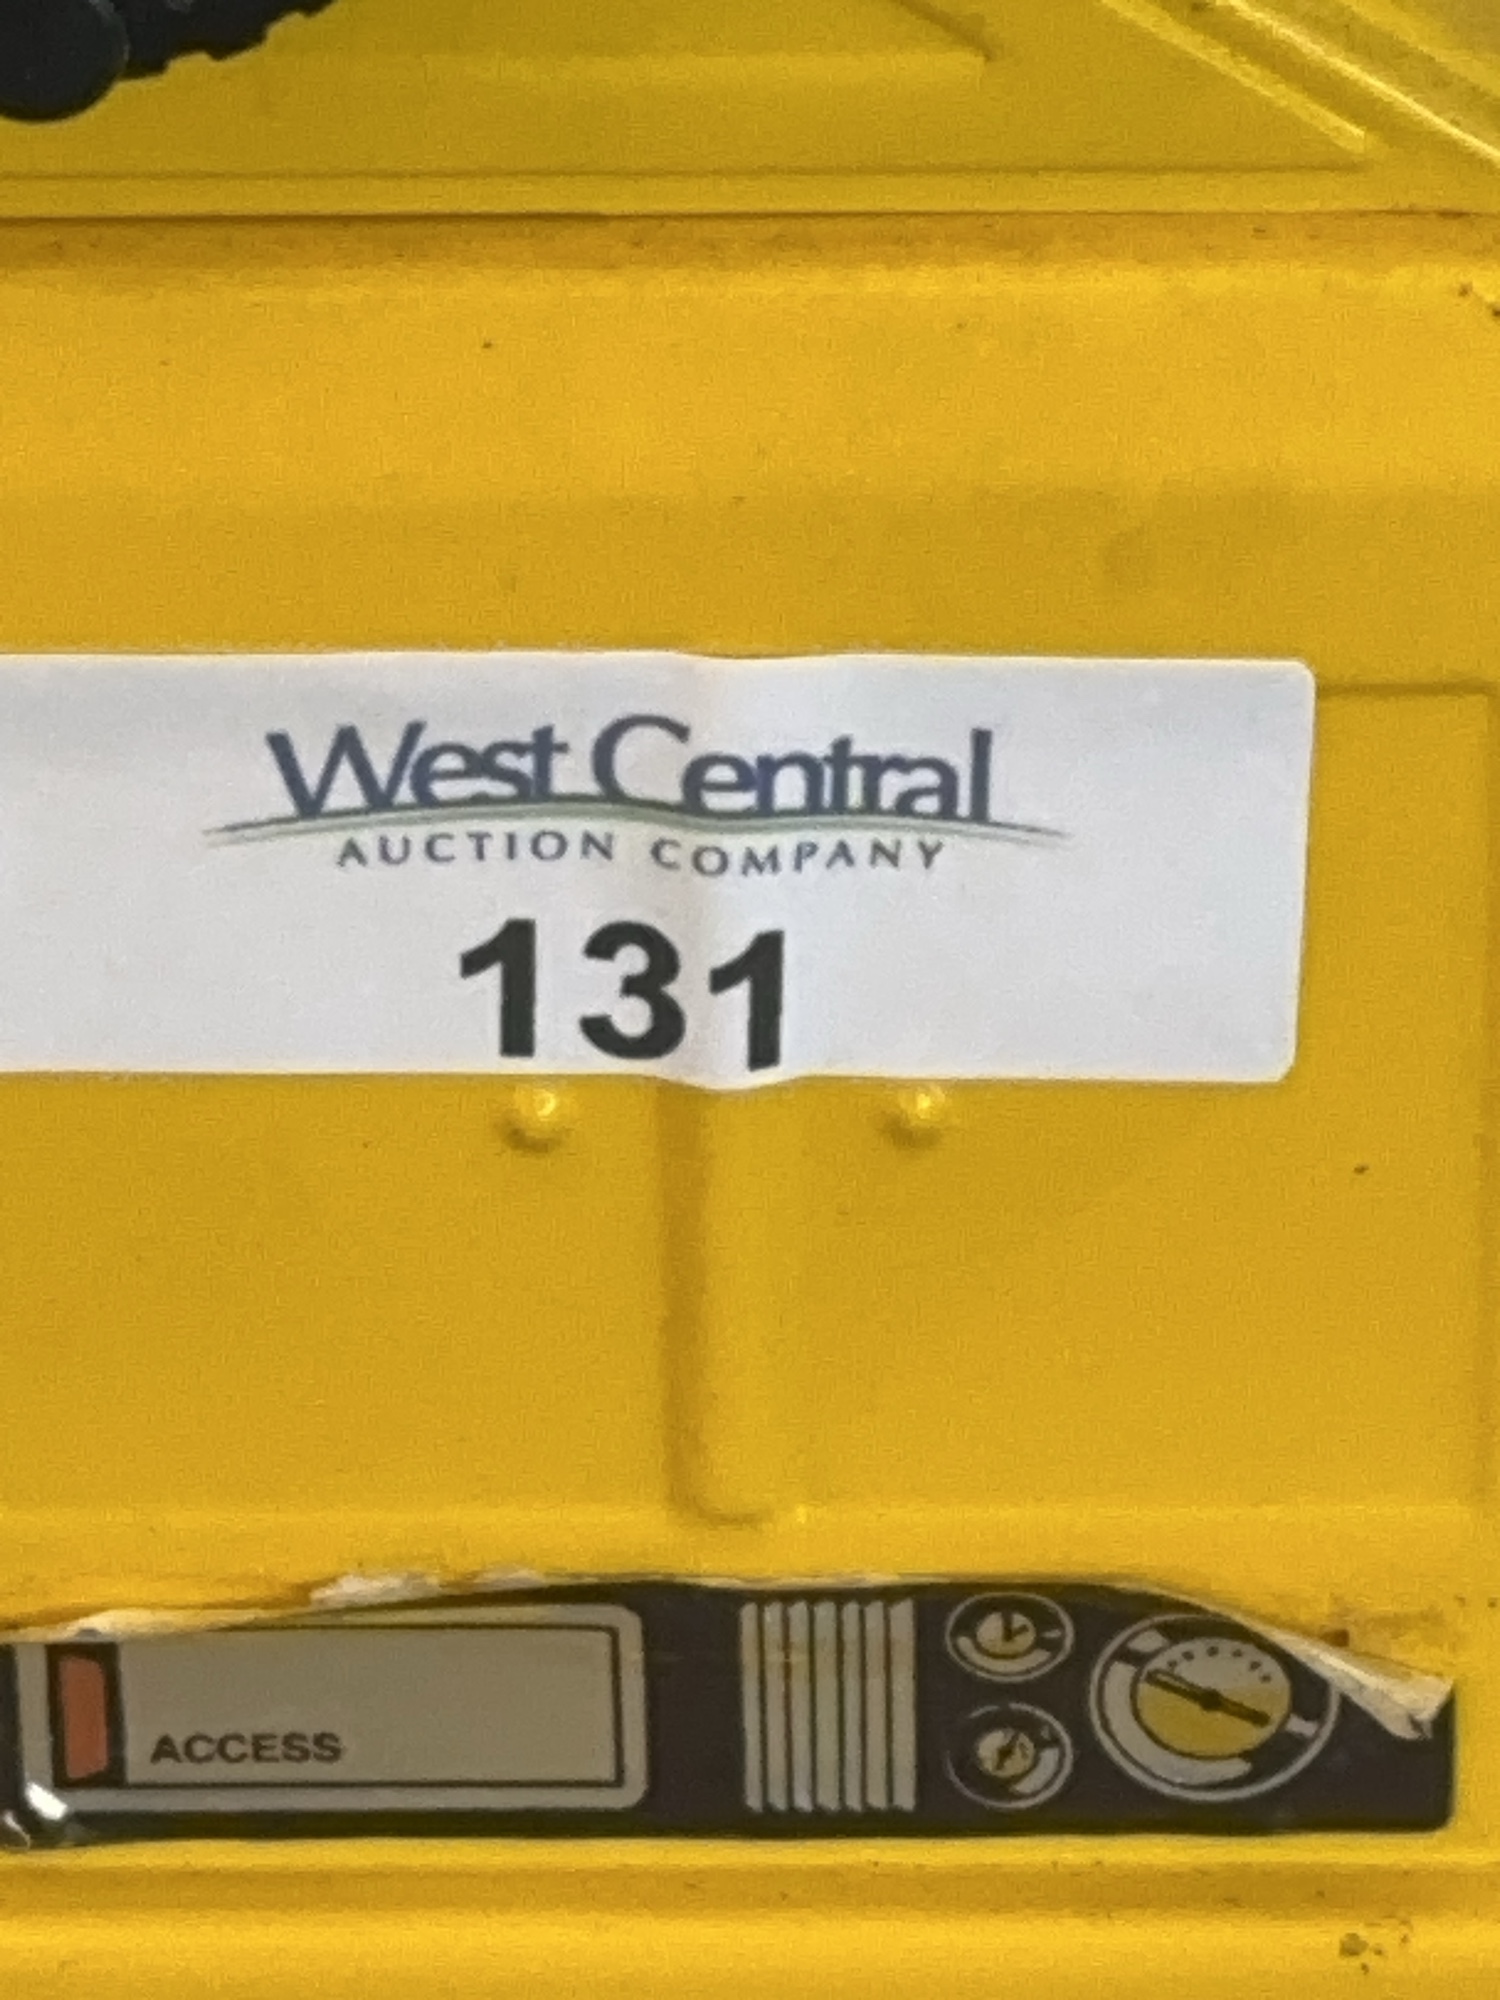 West Central
AUCTION COMPANY
131
ACCESS